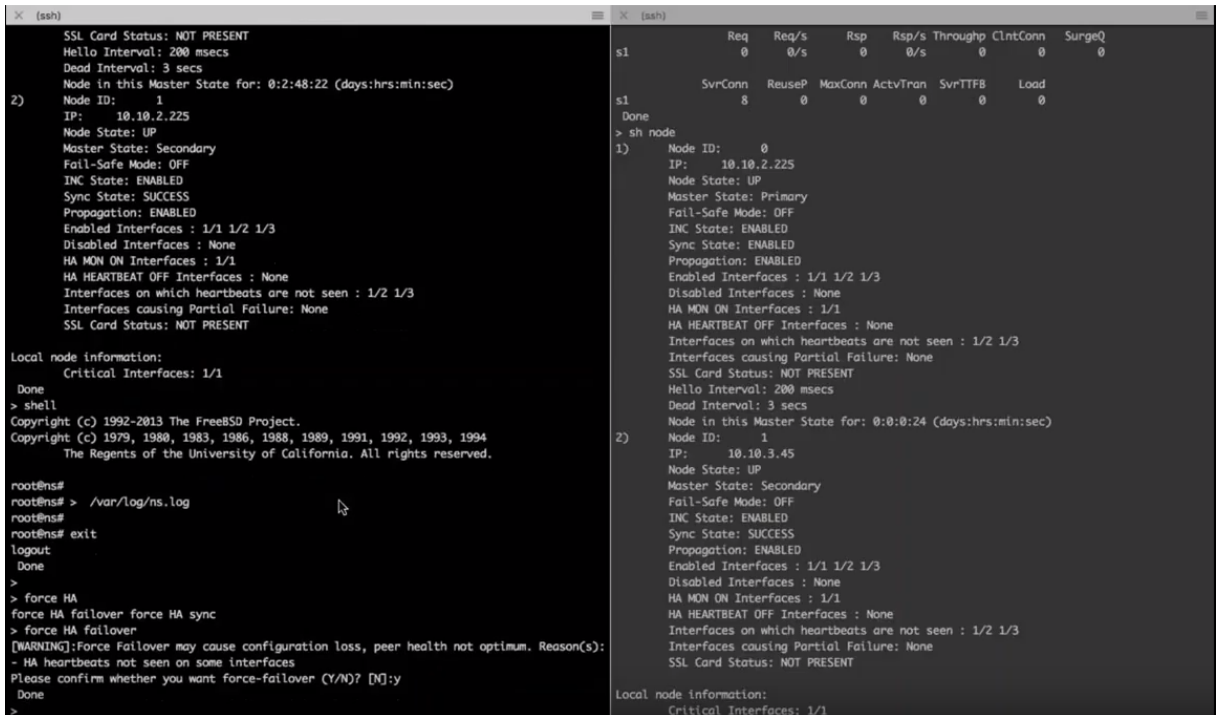 (ssh)
SSL Card Status: NOT PRESENT
Hello Interval: 200 msecs
Dead Interval: 3 secs
Node in this Master State for: 0:2:48:22 (days:hrs:min:sec)
2) Node ID: 1
IP: 10.10.2.225
Node State: UP
Master State: Secondary
Fail-Safe Mode: OFF
INC State: ENABLED
Sync State: SUCCESS
Propagation: ENABLED
Enabled Interfaces : 1/1 1/2 1/3
Disabled Interfaces : None
HA MON ON Interfaces : 1/1
HA HEARTBEAT OFF Interfaces : None
Interfaces on which heartbeats are not seen : 1/2 1/3
Interfaces causing Partial Failure: None
SSL Card Status: NOT PRESENT
Local node information:
Critical Interfaces: 1/1
Done
> shell
Copyright (c) 1992-2013 The FreeBSD Project.
Copyright (c) 1979, 1980, 1983, 1986, 1988, 1989, 1991, 1992, 1993, 1994
The Regents of the University of California. All rights reserved.
root@ns#
root@ns# > /var/log/ns.log
root@ns#
root@ns# exit
logout
Done
>
> force HA
force HA failover force HA sync
> force HA failover
[WARNING]:Force Failover may cause configuration loss, peer health not optimum. Reason(s):
- HA heartbeats not seen on some interfaces
Please confirm whether you want force-failover (Y/N)? [N]:y
Done
>
(ssh)
Req Req/s Rsp Rsp/s Throughp ClntConn SurgeQ
s1 0 0/s 0 0/s 0 0 0
SvrConn ReuseP MaxConn ActvTran SvrTTFB Load
s1 8 0 0 0 0 0
Done
> sh node
1) Node ID: 0
IP: 10.10.2.225
Node State: UP
Master State: Primary
Fail-Safe Mode: OFF
INC State: ENABLED
Sync State: ENABLED
Propagation: ENABLED
Enabled Interfaces : 1/1 1/2 1/3
Disabled Interfaces : None
HA MON ON Interfaces : 1/1
HA HEARTBEAT OFF Interfaces : None
Interfaces on which heartbeats are not seen : 1/2 1/3
Interfaces causing Partial Failure: None
SSL Card Status: NOT PRESENT
Hello Interval: 200 msecs
Dead Interval: 3 secs
Node in this Master State for: 0:0:0:24 (days:hrs:min:sec)
2) Node ID: 1
IP: 10.10.3.45
Node State: UP
Master State: Secondary
Fail-Safe Mode: OFF
INC State: ENABLED
Sync State: SUCCESS
Propagation: ENABLED
Enabled Interfaces : 1/1 1/2 1/3
Disabled Interfaces : None
HA MON ON Interfaces : 1/1
HA HEARTBEAT OFF Interfaces : None
Interfaces on which heartbeats are not seen : 1/2 1/3
Interfaces causing Partial Failure: None
SSL Card Status: NOT PRESENT
Local node information:
Critical Interfaces: 1/1